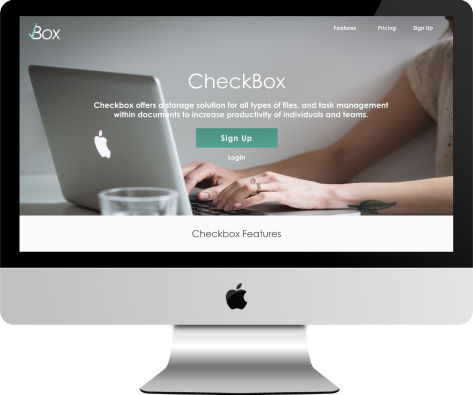 Box
Features Pricing Sign Up
CheckBox
Checkbox offers a storage solution for all types of files, and task management
within documents to increase productivity of individuals and teams.
Sign Up
Login
Checkbox Features